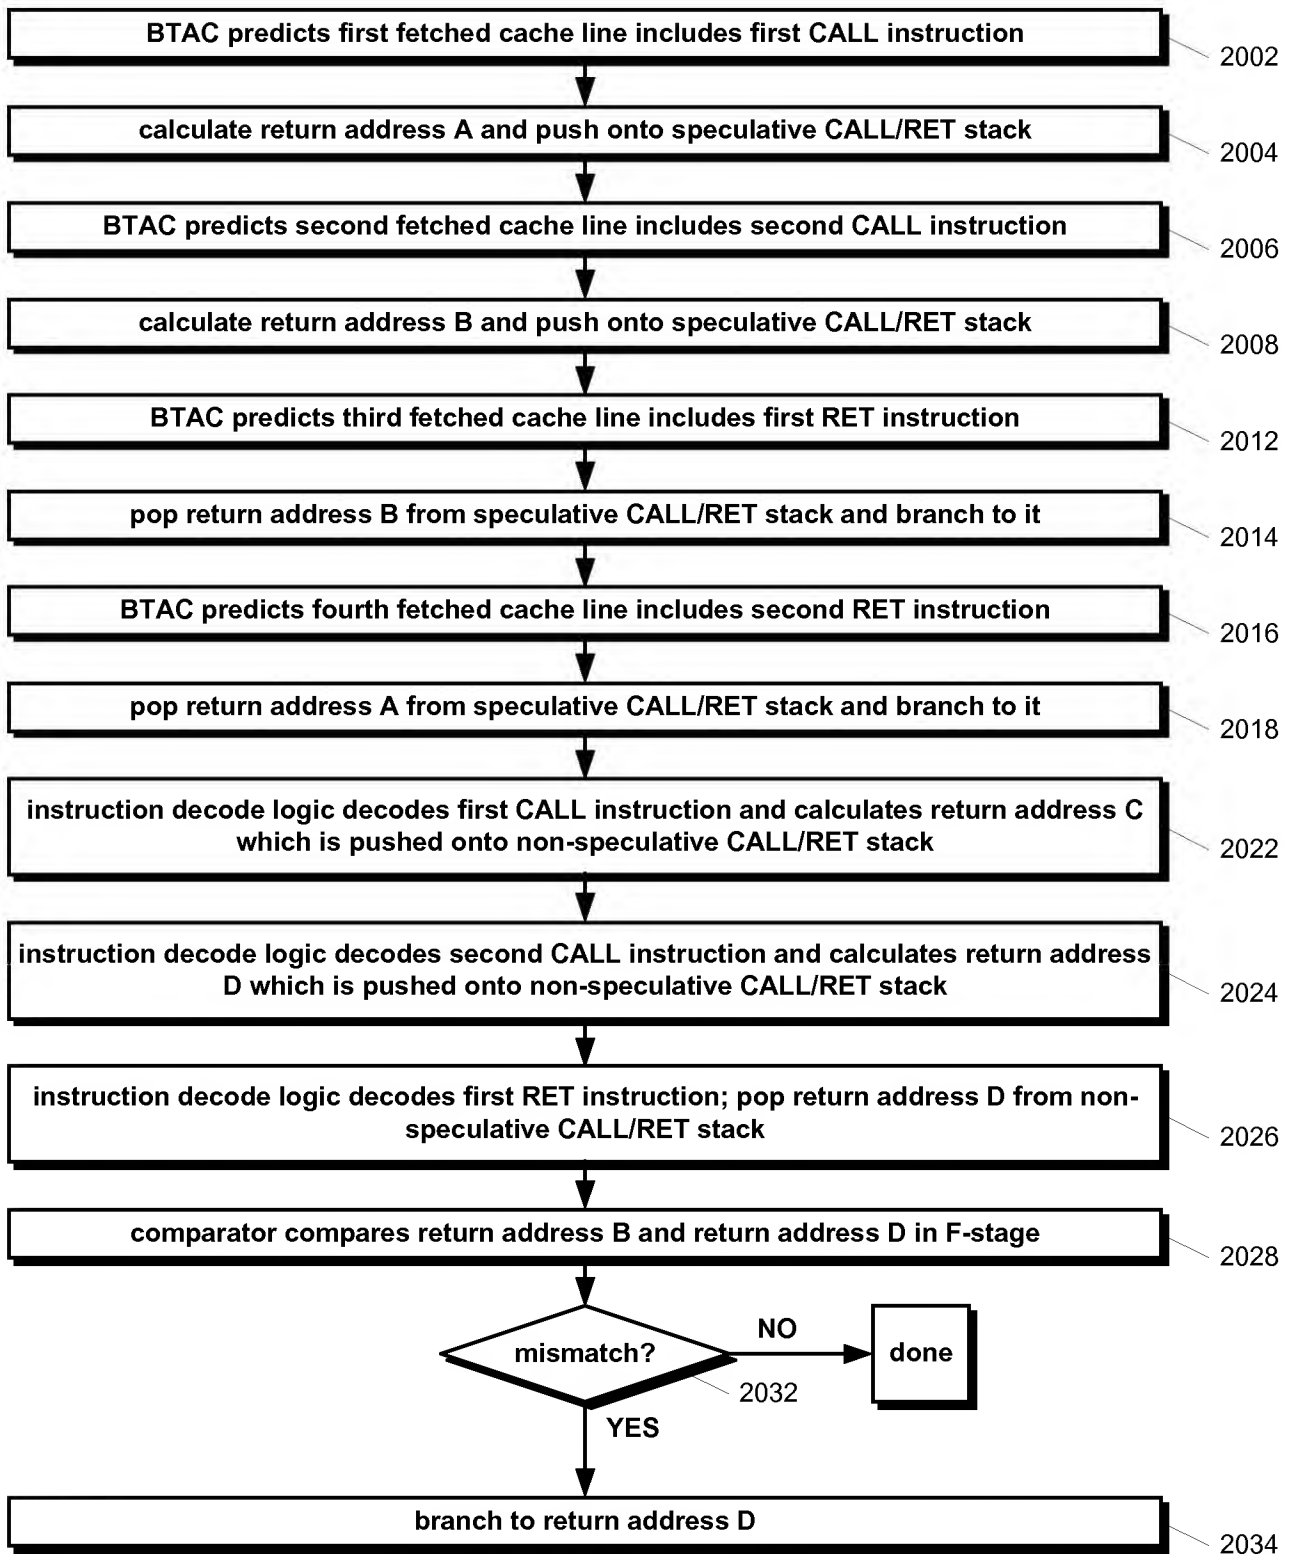 BTAC predicts first fetched cache line includes first CALL instruction
2002
calculate return address A and push onto speculative CALL/RET stack
2004
BTAC predicts second fetched cache line includes second CALL instruction
2006
calculate return address B and push onto speculative CALL/RET stack
2008
BTAC predicts third fetched cache line includes first RET instruction
2012
pop return address B from speculative CALL/RET stack and branch to it
2014
BTAC predicts fourth fetched cache line includes second RET instruction
2016
pop return address A from speculative CALL/RET stack and branch to it
2018
instruction decode logic decodes first CALL instruction and calculates return address C
which is pushed onto non-speculative CALL/RET stack
2022
instruction decode logic decodes second CALL instruction and calculates return address
D which is pushed onto non-speculative CALL/RET stack
2024
instruction decode logic decodes first RET instruction; pop return address D from non-
speculative CALL/RET stack
2026
comparator compares return address B and return address D in F-stage
2028
mismatch?
NO
done
2032
YES
branch to return address D
2034